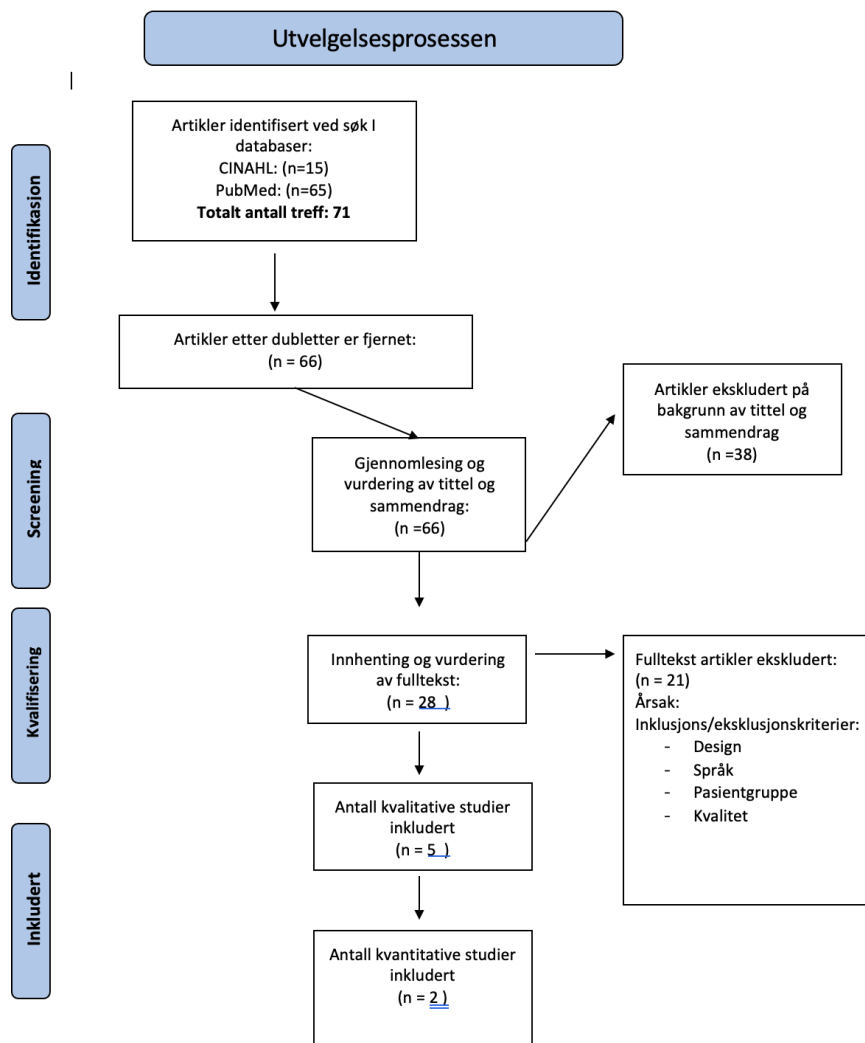 Utvelgelsesprosessen
Identifikasjon
Artikler identifisert ved søk I
databaser:
CINAHL: (n=15)
PubMed: (n=65)
Totalt antall treff: 71
Artikler etter dubletter er fjernet:
(n = 66)
Screening
Gjennomlesing og
vurdering av tittel og
sammendrag:
(n =66)
Artikler ekskludert på
bakgrunn av tittel og
sammendrag
(n =38)
Kvalifisering
Innhenting og vurdering
av fulltekst:
(n = 28 )
Fulltekst artikler ekskludert:
(n = 21)
Årsak:
Inklusjons/eksklusjonskriterier:
- Design
- Språk
- Pasientgruppe
- Kvalitet
Inkludert
Antall kvalitative studier
inkludert
(n = 5 )
Antall kvantitative studier
inkludert
(n = 2 )